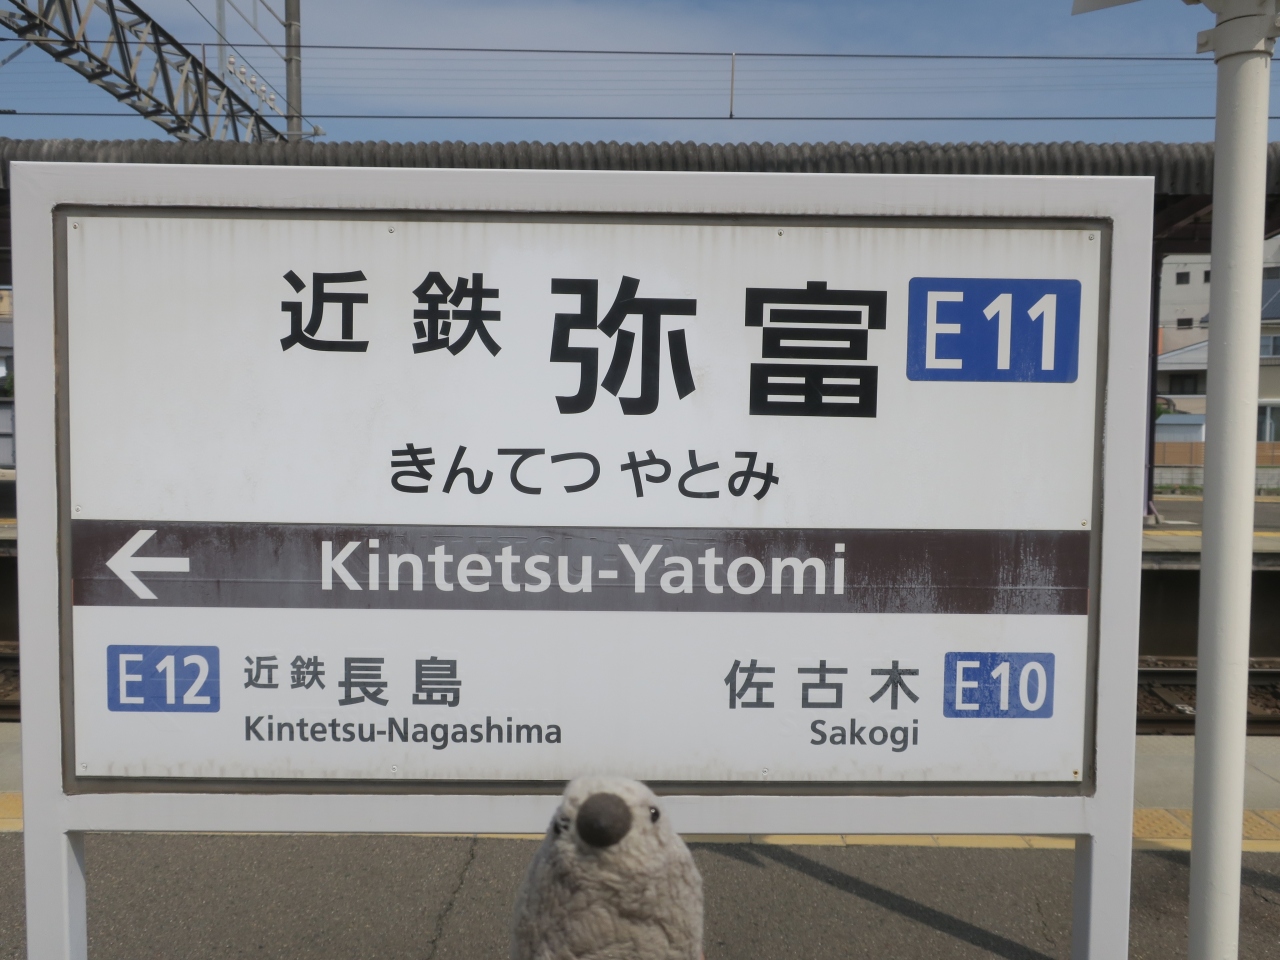 近鉄 弥富 E11
きんてつ やとみ
← Kintetsu-Yatomi
E12 近鉄長島 佐古木 E10
Kintetsu-Nagashima Sakogi